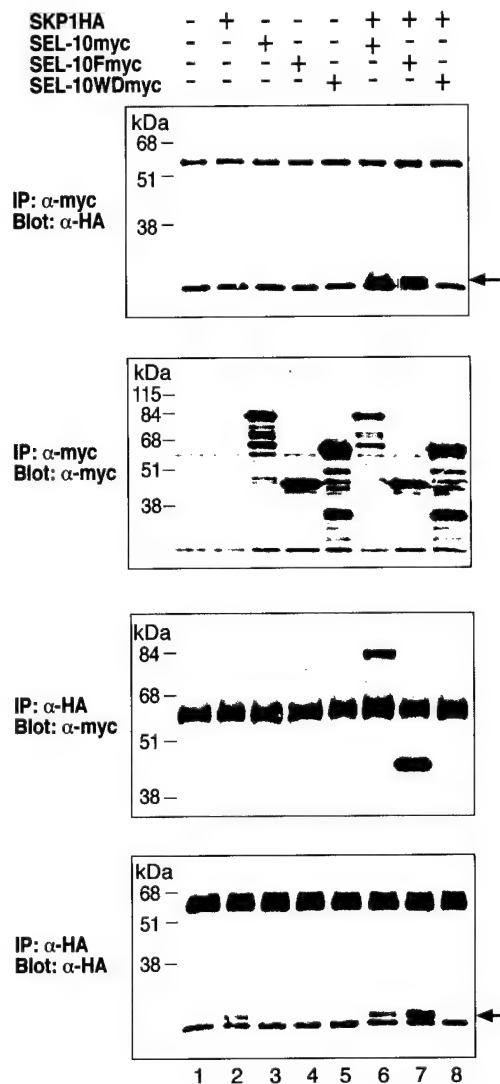 SKP1HA - + - - - + + +
SEL-10myc - - + - - + - -
SEL-10Fmyc - - - + - - + -
SEL-10WDmyc - - - - + - - +
kDa
68 –
51 –
38 –
IP: α-myc
Blot: α-HA
kDa
115 –
84 –
68 –
51 –
38 –
IP: α-myc
Blot: α-myc
kDa
84 –
68 –
51 –
38 –
IP: α-HA
Blot: α-myc
kDa
68 –
51 –
38 –
IP: α-HA
Blot: α-HA
1 2 3 4 5 6 7 8